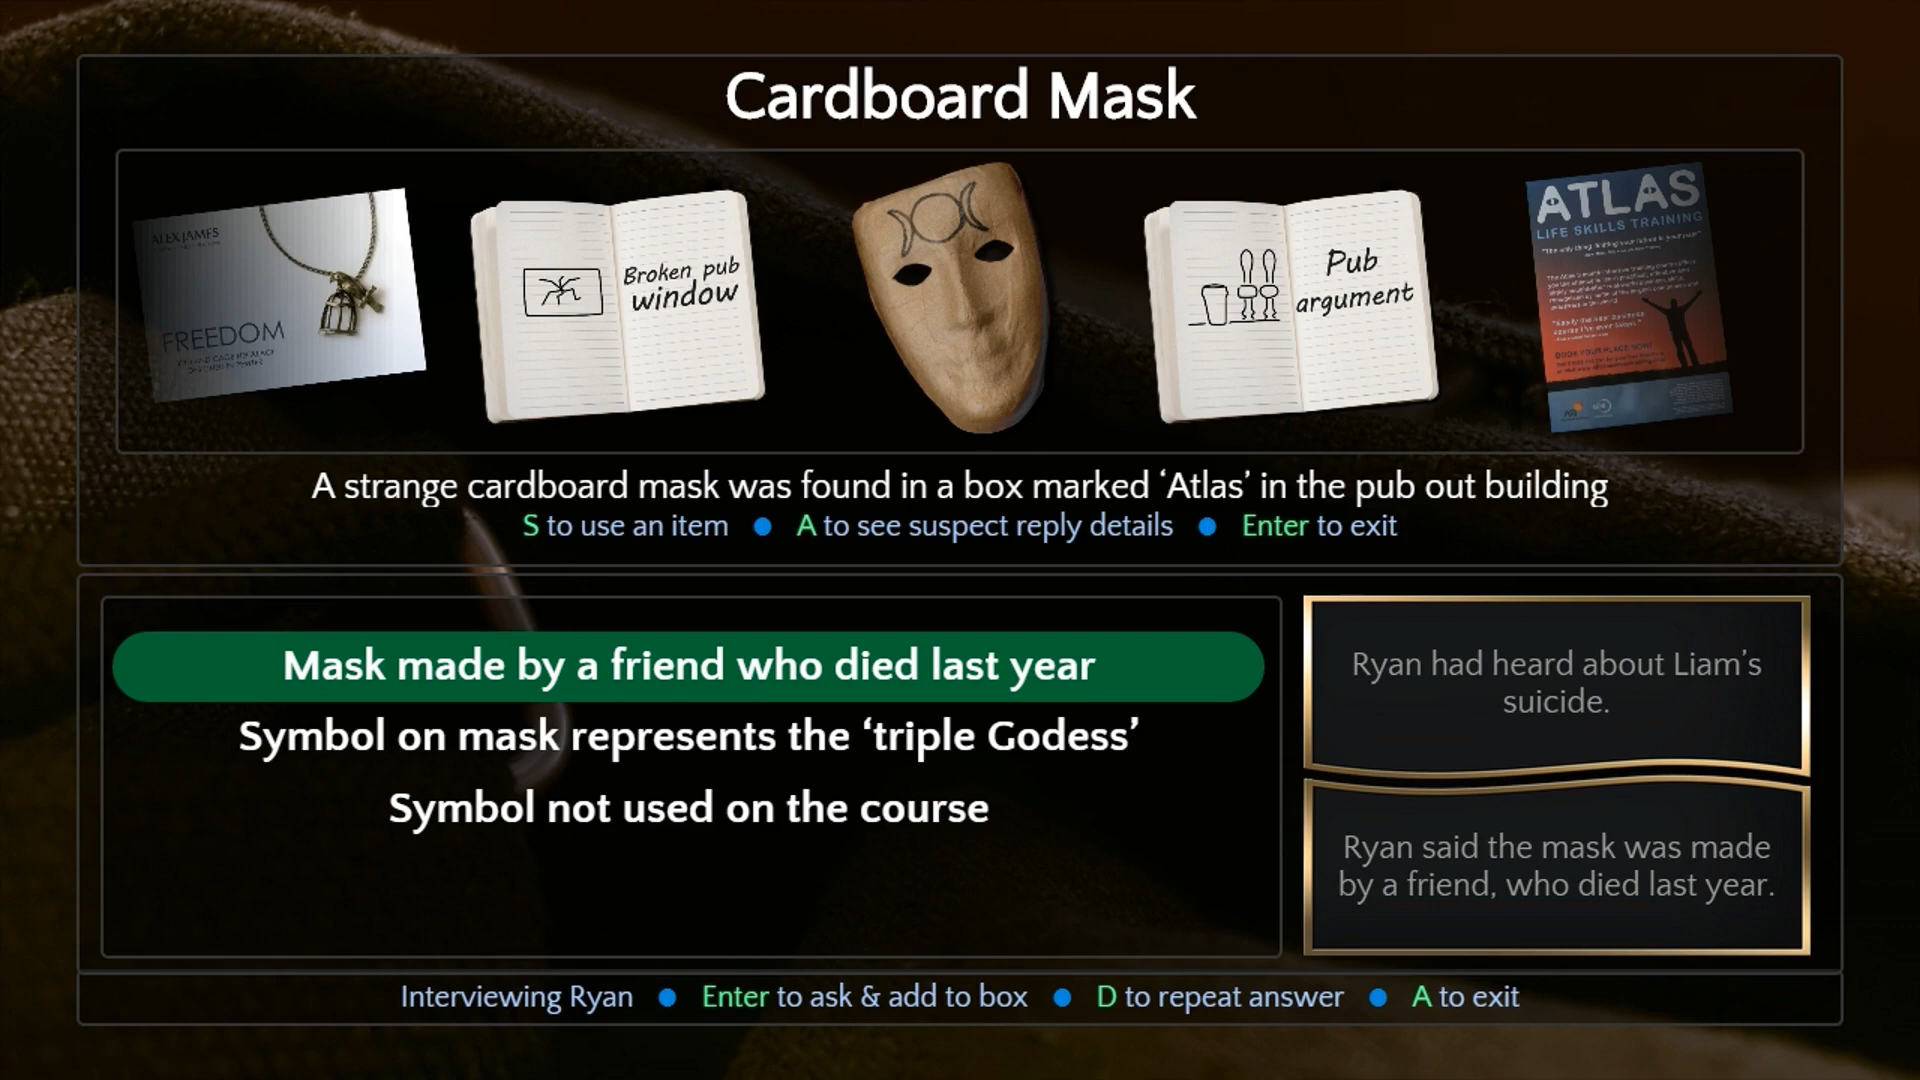 Cardboard Mask
ALEX JAMES
FREEDOM
Broken pub
window
Pub
argument
ATLAS
LIFE SKILLS TRAINING
BOOK YOUR PLACE NOW!
A strange cardboard mask was found in a box marked ‘Atlas’ in the pub out building
S to use an item A to see suspect reply details Enter to exit
Mask made by a friend who died last year
Symbol on mask represents the ‘triple Godess’
Symbol not used on the course
Ryan had heard about Liam’s
suicide.
Ryan said the mask was made
by a friend, who died last year.
Interviewing Ryan Enter to ask & add to box D to repeat answer A to exit